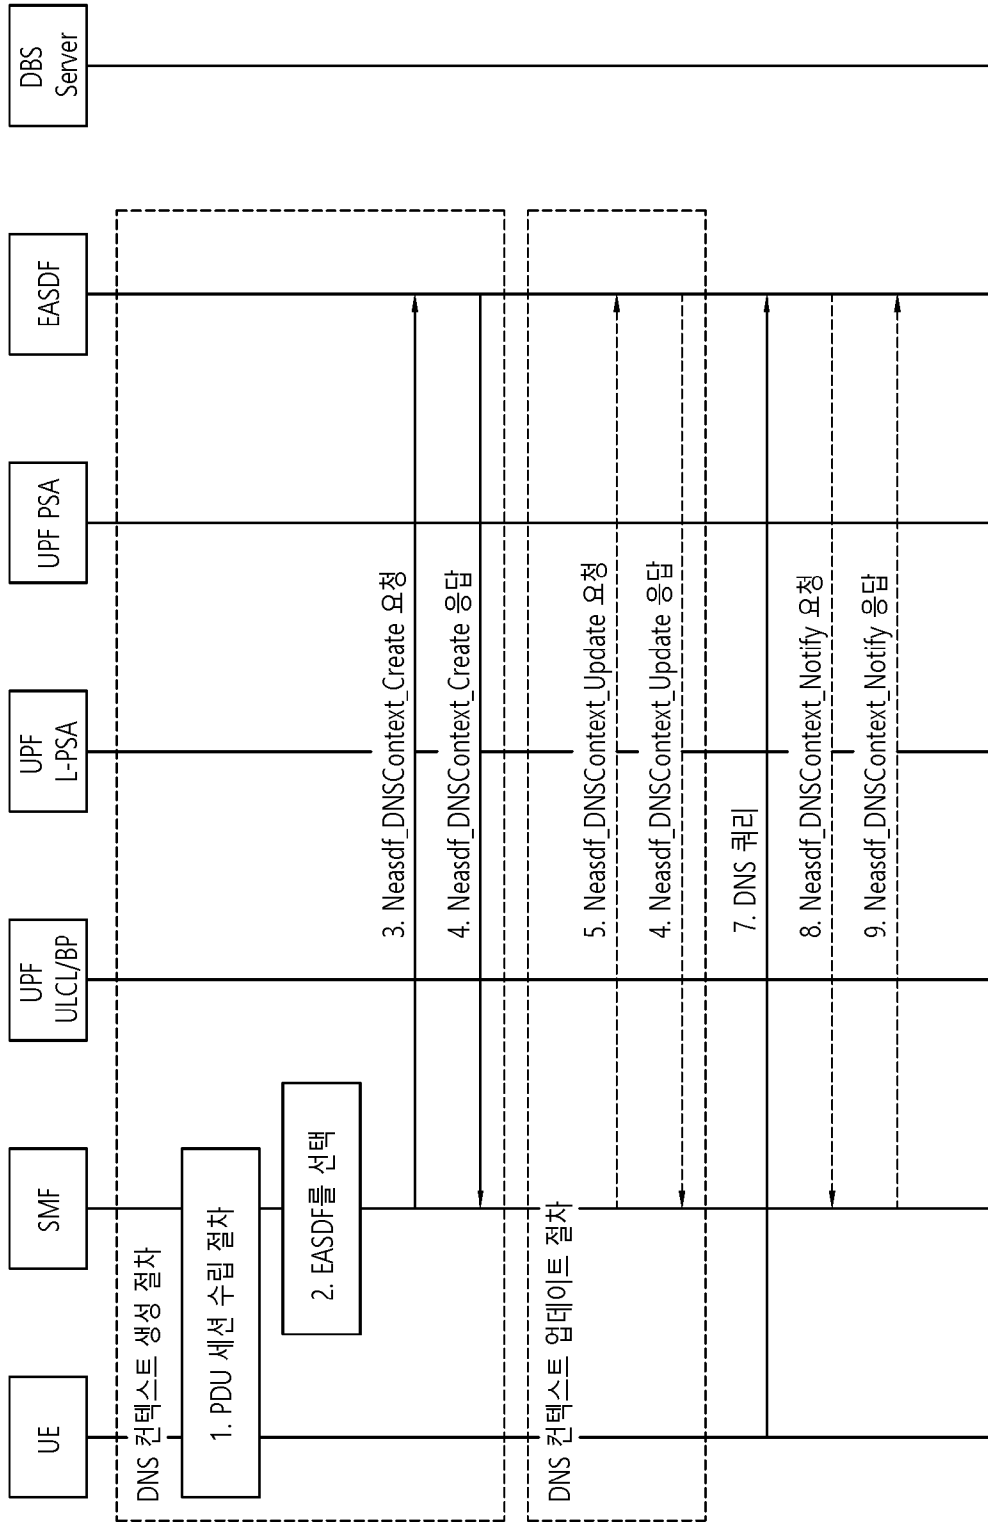 UE
SMF
UPF
ULCL/BP
UPF
L-PSA
UPF PSA
EASDF
DBS
Server
DNS 컨텍스트 생성 절차
1. PDU 세션 수립 절차
2. EASDF를 선택
3. Neasdf_DNSContext_Create 요청
4. Neasdf_DNSContext_Create 응답
DNS 컨텍스트 업데이트 절차
5. Neasdf_DNSContext_Update 요청
4. Neasdf_DNSContext_Update 응답
7. DNS 쿼리
8. Neasdf_DNSContext_Notify 요청
9. Neasdf_DNSContext_Notify 응답